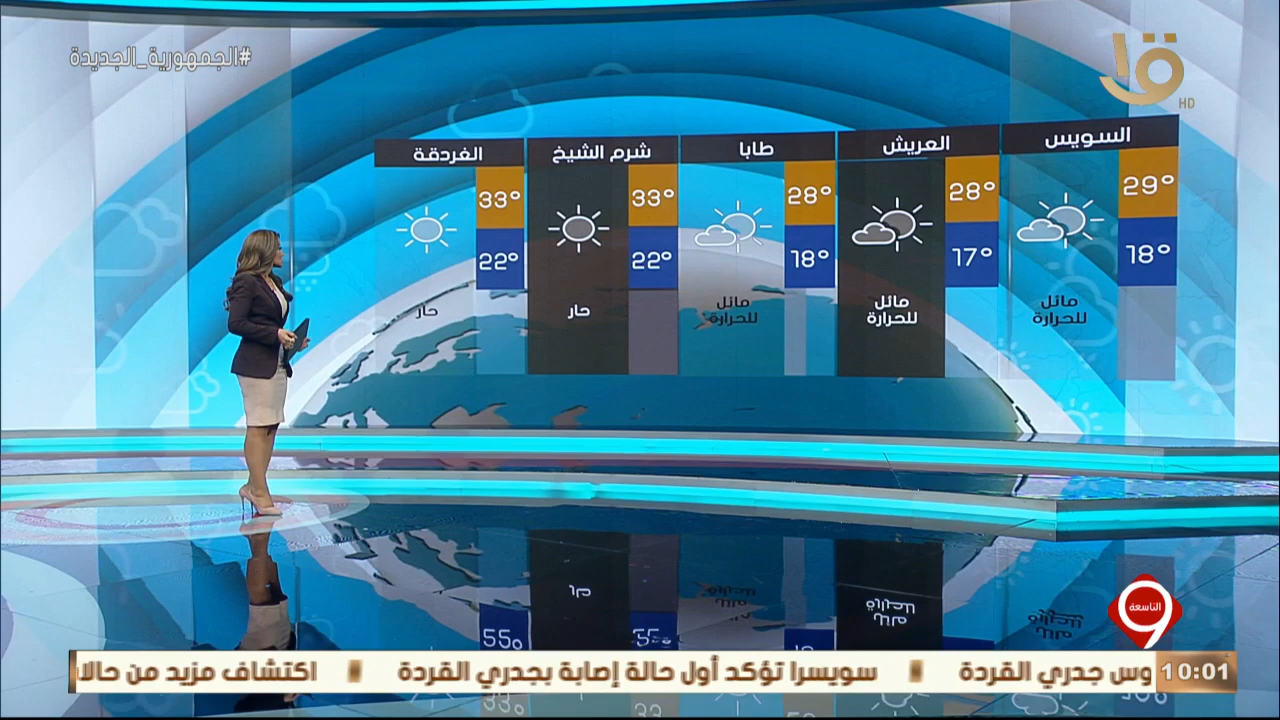 #الجمهورية_الجديدة
HD
السويس
29°
18°
مائل
للحرارة
العريش
28°
17°
مائل
للحرارة
طابا
28°
18°
مائل
للحرارة
شرم الشيخ
33°
22°
حار
الغردقة
33°
22°
حار
التاسعة
9
10:01
وس جدري القردة
سويسرا تؤكد أول حالة إصابة بجدري القردة
اكتشاف مزيد من حالا